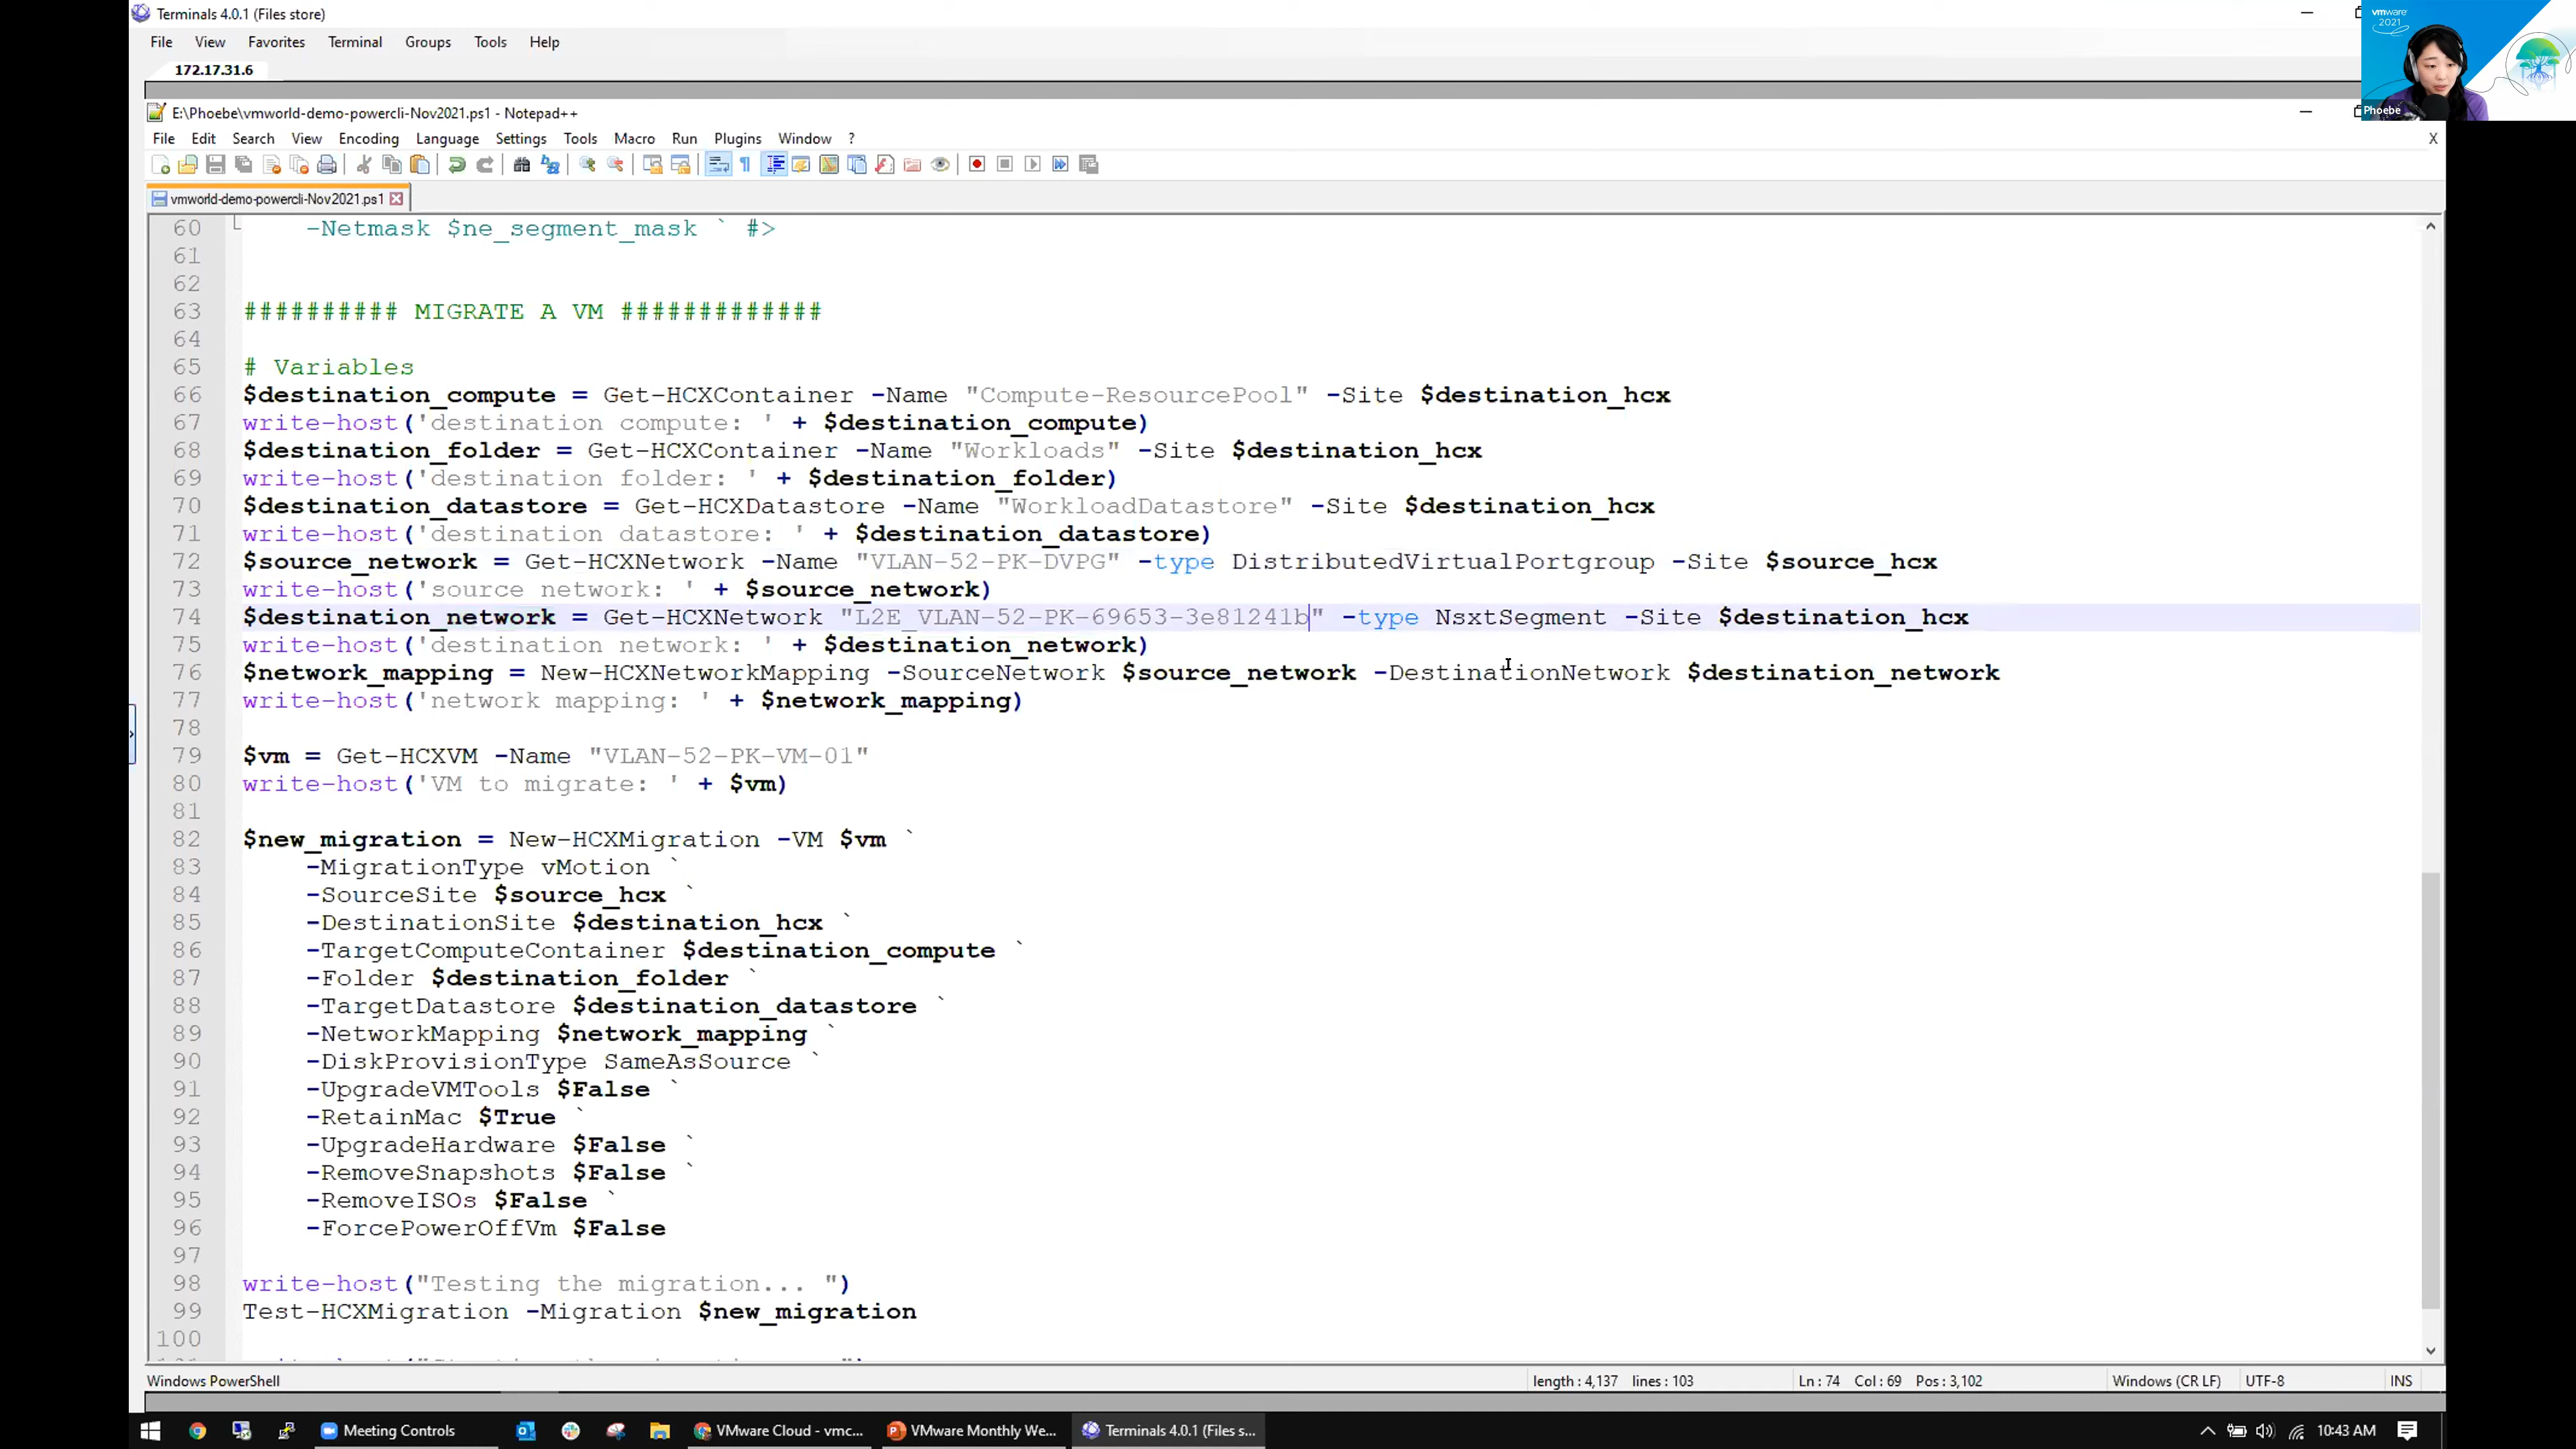 Terminals 4.0.1 (Files store)
File View Favorites Terminal Groups Tools Help
172.17.31.6
vmware
2021
Phoebe
E:\Phoebe\vmworld-demo-powercli-Nov2021.ps1 - Notepad++
File Edit Search View Encoding Language Settings Tools Macro Run Plugins Window ?
X
vmworld-demo-powercli-Nov2021.ps1
60 -Netmask $ne_segment_mask ` #>
61
62
63 ########## MIGRATE A VM #############
64
65 # Variables
66 $destination_compute = Get-HCXContainer -Name "Compute-ResourcePool" -Site $destination_hcx
67 write-host('destination compute: ' + $destination_compute)
68 $destination_folder = Get-HCXContainer -Name "Workloads" -Site $destination_hcx
69 write-host('destination folder: ' + $destination_folder)
70 $destination_datastore = Get-HCXDatastore -Name "WorkloadDatastore" -Site $destination_hcx
71 write-host('destination datastore: ' + $destination_datastore)
72 $source_network = Get-HCXNetwork -Name "VLAN-52-PK-DVPG" -type DistributedVirtualPortgroup -Site $source_hcx
73 write-host('source network: ' + $source_network)
74 $destination_network = Get-HCXNetwork "L2E_VLAN-52-PK-69653-3e81241b" -type NsxtSegment -Site $destination_hcx
75 write-host('destination network: ' + $destination_network)
76 $network_mapping = New-HCXNetworkMapping -SourceNetwork $source_network -DestinationNetwork $destination_network
77 write-host('network mapping: ' + $network_mapping)
78
79 $vm = Get-HCXVM -Name "VLAN-52-PK-VM-01"
80 write-host('VM to migrate: ' + $vm)
81
82 $new_migration = New-HCXMigration -VM $vm `
83 -MigrationType vMotion `
84 -SourceSite $source_hcx `
85 -DestinationSite $destination_hcx `
86 -TargetComputeContainer $destination_compute `
87 -Folder $destination_folder `
88 -TargetDatastore $destination_datastore `
89 -NetworkMapping $network_mapping `
90 -DiskProvisionType SameAsSource `
91 -UpgradeVMTools $False `
92 -RetainMac $True `
93 -UpgradeHardware $False `
94 -RemoveSnapshots $False `
95 -RemoveISOs $False `
96 -ForcePowerOffVm $False
97
98 write-host("Testing the migration... ")
99 Test-HCXMigration -Migration $new_migration
100
Windows PowerShell length : 4,137 lines : 103 Ln : 74 Col : 69 Pos : 3,102 Windows (CR LF) UTF-8 INS
Meeting Controls VMware Cloud - vmc... VMware Monthly We... Terminals 4.0.1 (Files s... 10:43 AM